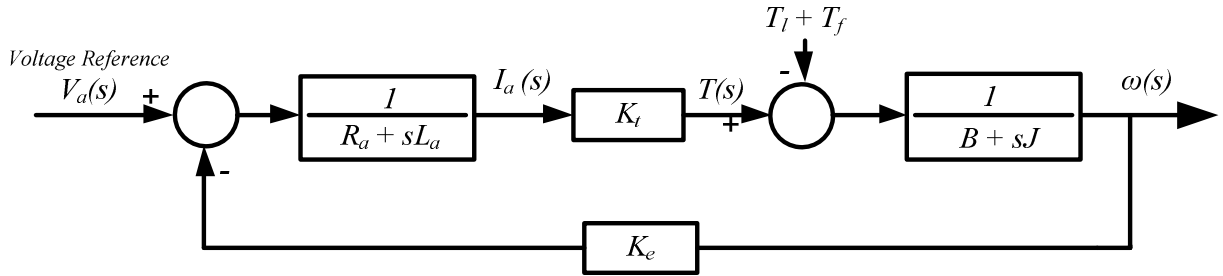 T_l + T_f
Voltage Reference
V_a(s)
+
-
1
R_a + sL_a
I_a (s)
K_t
T(s)
+
-
1
B + sJ
ω(s)
-
K_e